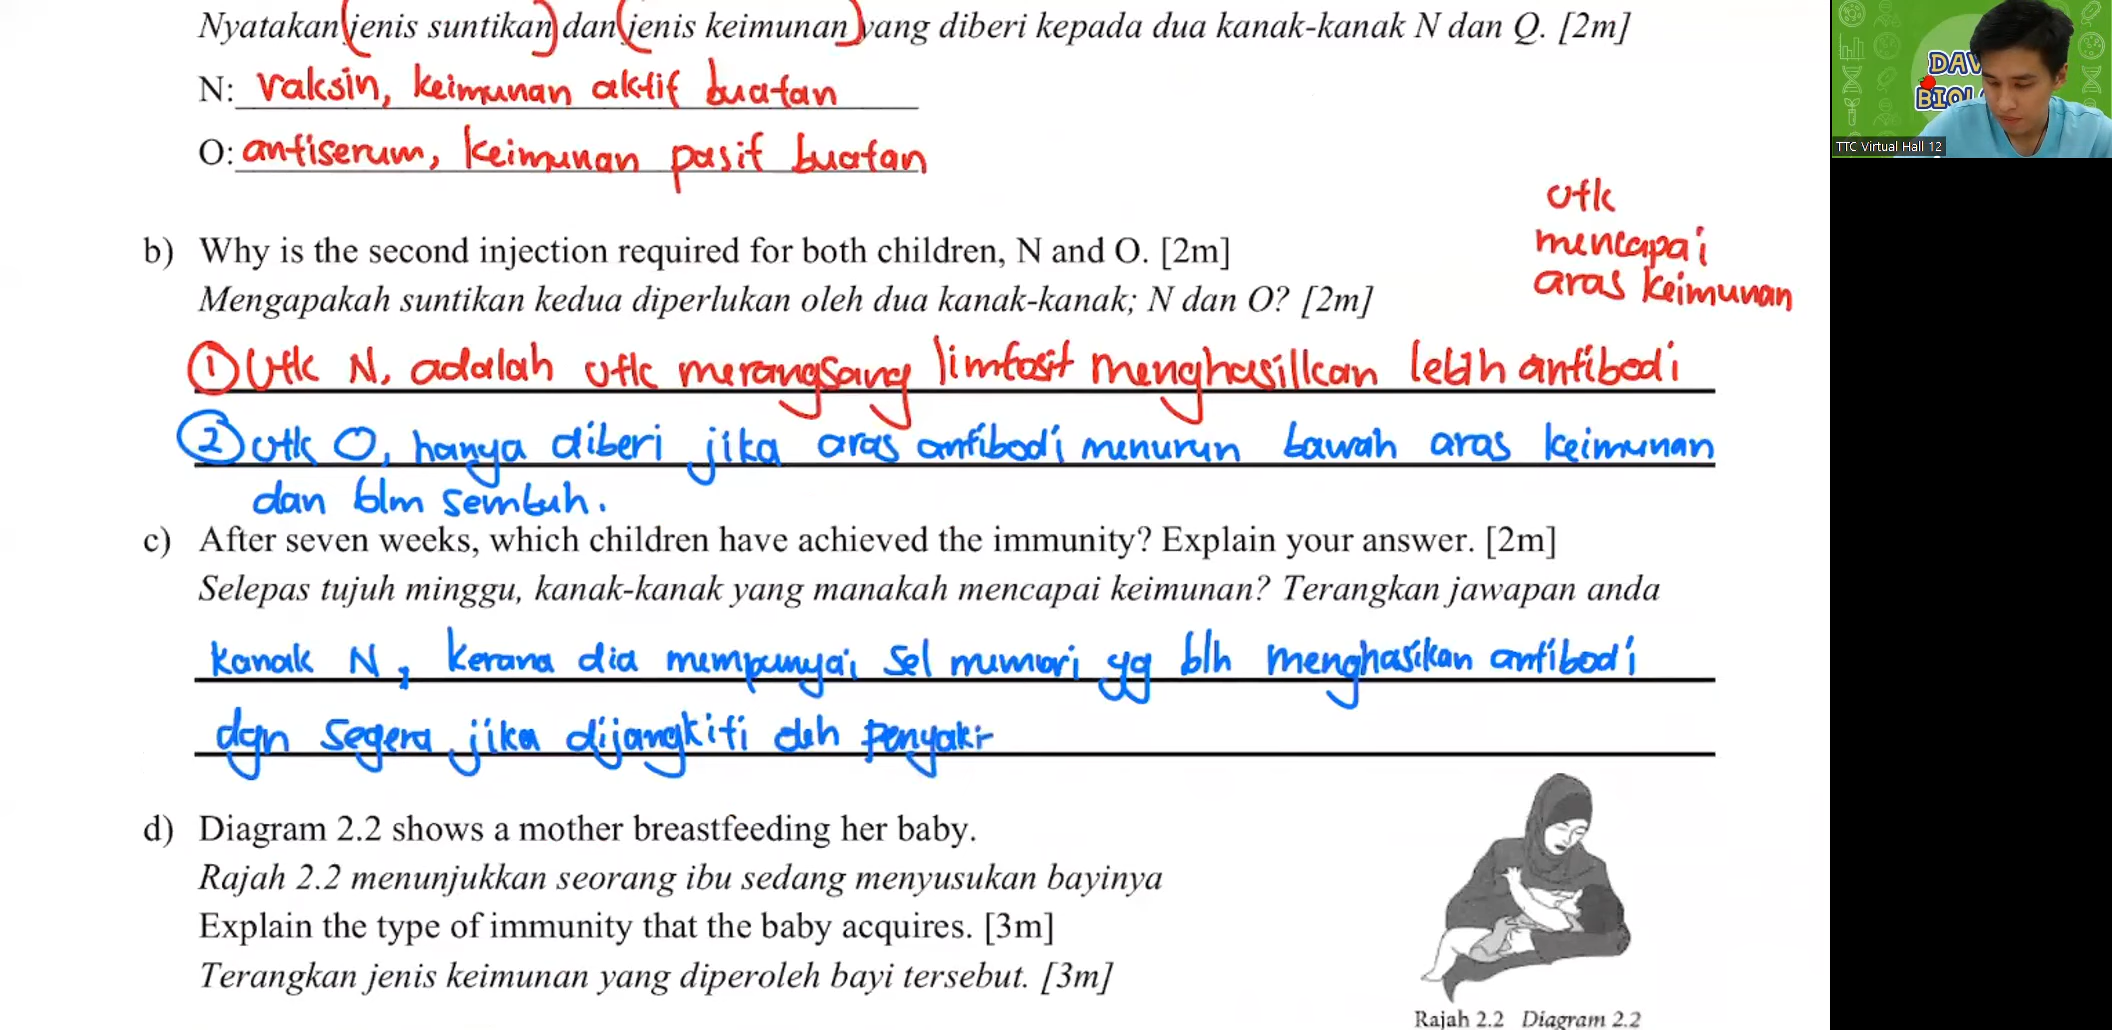 Nyatakan jenis suntikan dan jenis keimunan yang diberi kepada dua kanak-kanak N dan Q. [2m]
N: vaksin, keimunan aktif buatan
O: antiserum, keimunan pasif buatan
utk
mencapai
aras keimunan
b) Why is the second injection required for both children, N and O. [2m]
Mengapakah suntikan kedua diperlukan oleh dua kanak-kanak; N dan O? [2m]
① Utk N, adalah utk merangsang limfosit menghasilkan lebih antibodi
② utk O, hanya diberi jika aras antibodi menurun bawah aras keimunan
dan blm sembuh.
c) After seven weeks, which children have achieved the immunity? Explain your answer. [2m]
Selepas tujuh minggu, kanak-kanak yang manakah mencapai keimunan? Terangkan jawapan anda
Kanak N, kerana dia mempunyai sel memori yg blh menghasilkan antibodi
dgn segera jika dijangkiti oleh penyaki
d) Diagram 2.2 shows a mother breastfeeding her baby.
Rajah 2.2 menunjukkan seorang ibu sedang menyusukan bayinya
Explain the type of immunity that the baby acquires. [3m]
Terangkan jenis keimunan yang diperoleh bayi tersebut. [3m]
Rajah 2.2 Diagram 2.2
TTC Virtual Hall 12